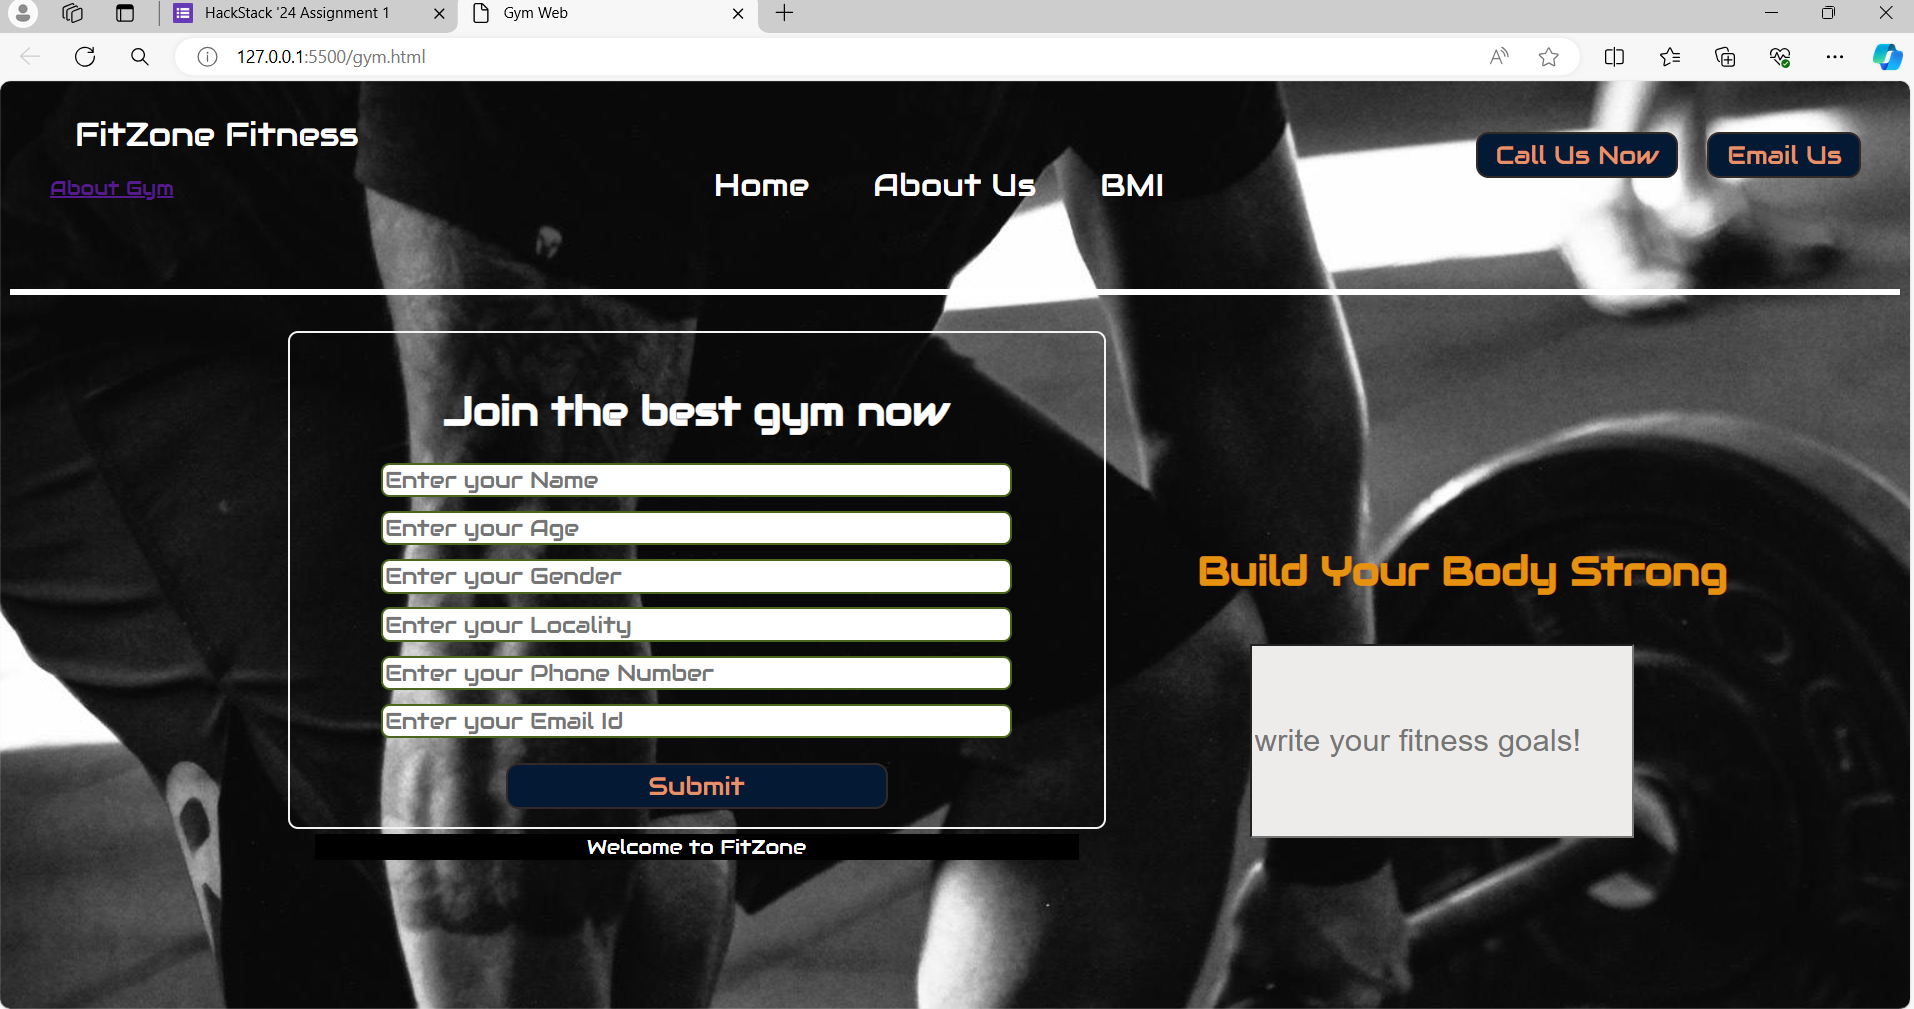 HackStack '24 Assignment 1
Gym Web
127.0.0.1:5500/gym.html
FitZone Fitness
Call Us Now
Email Us
About Gym
Home
About Us
BMI
Join the best gym now
Enter your Name
Enter your Age
Enter your Gender
Enter your Locality
Enter your Phone Number
Enter your Email Id
Submit
Welcome to FitZone
Build Your Body Strong
write your fitness goals!